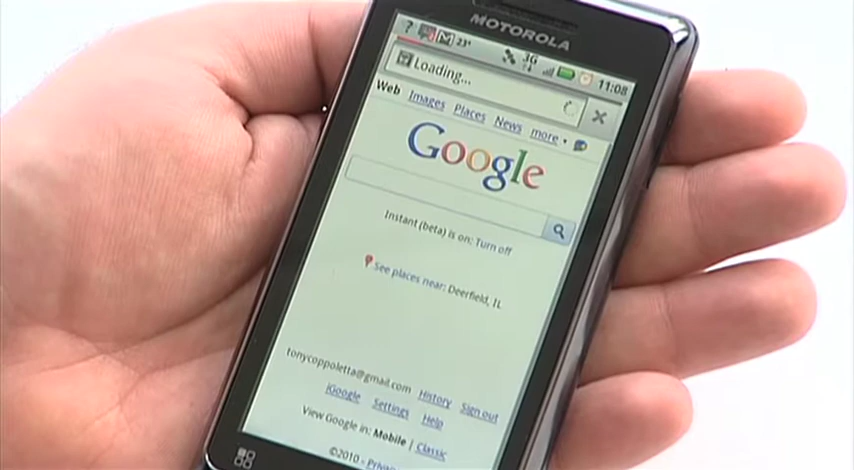 MOTOROLA
? 23° 3G 11:08
Loading...
Web Images Places News more
Google
Instant (beta) is on: Turn off
See places near: Deerfield, IL
tonycoppoletta@gmail.com History Sign out
iGoogle Settings Help
View Google in: Mobile | Classic
©2010 - Privacy